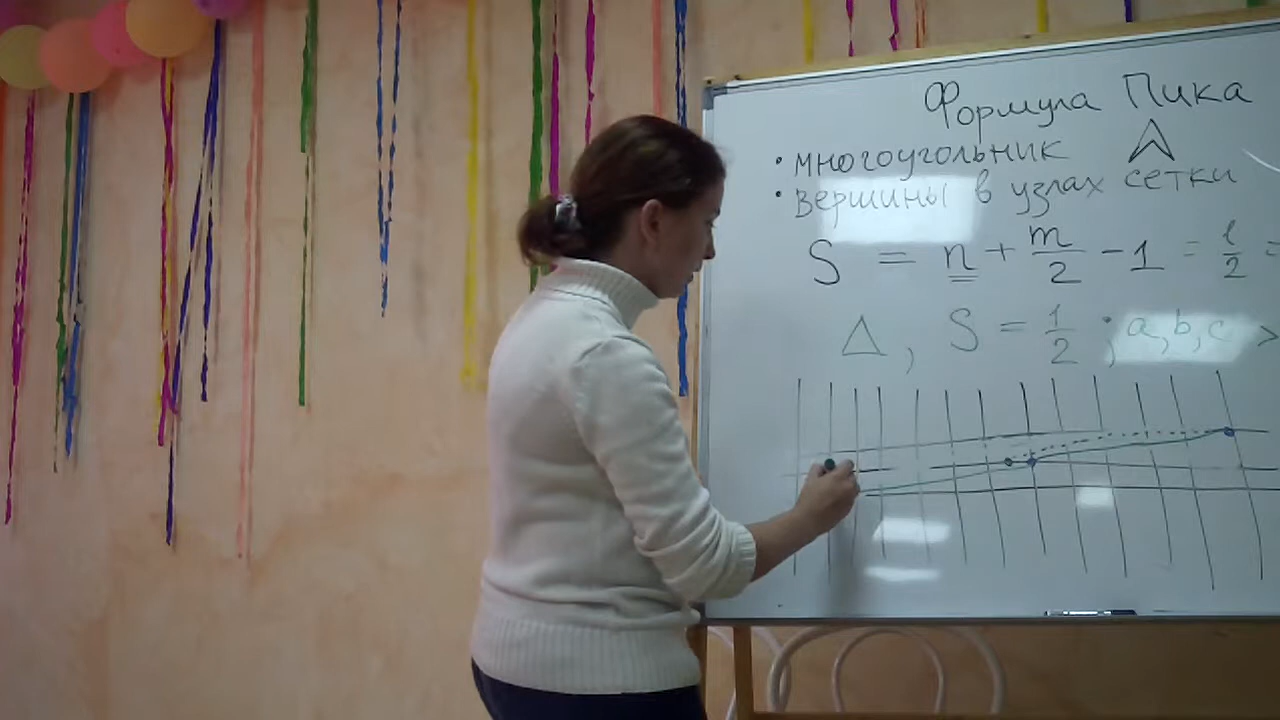 Формула Пика
• многоугольник
• вершины в узлах сетки
S = n + m/2 - 1 = l/2 =
△, S = 1/2 ; a, b, c >